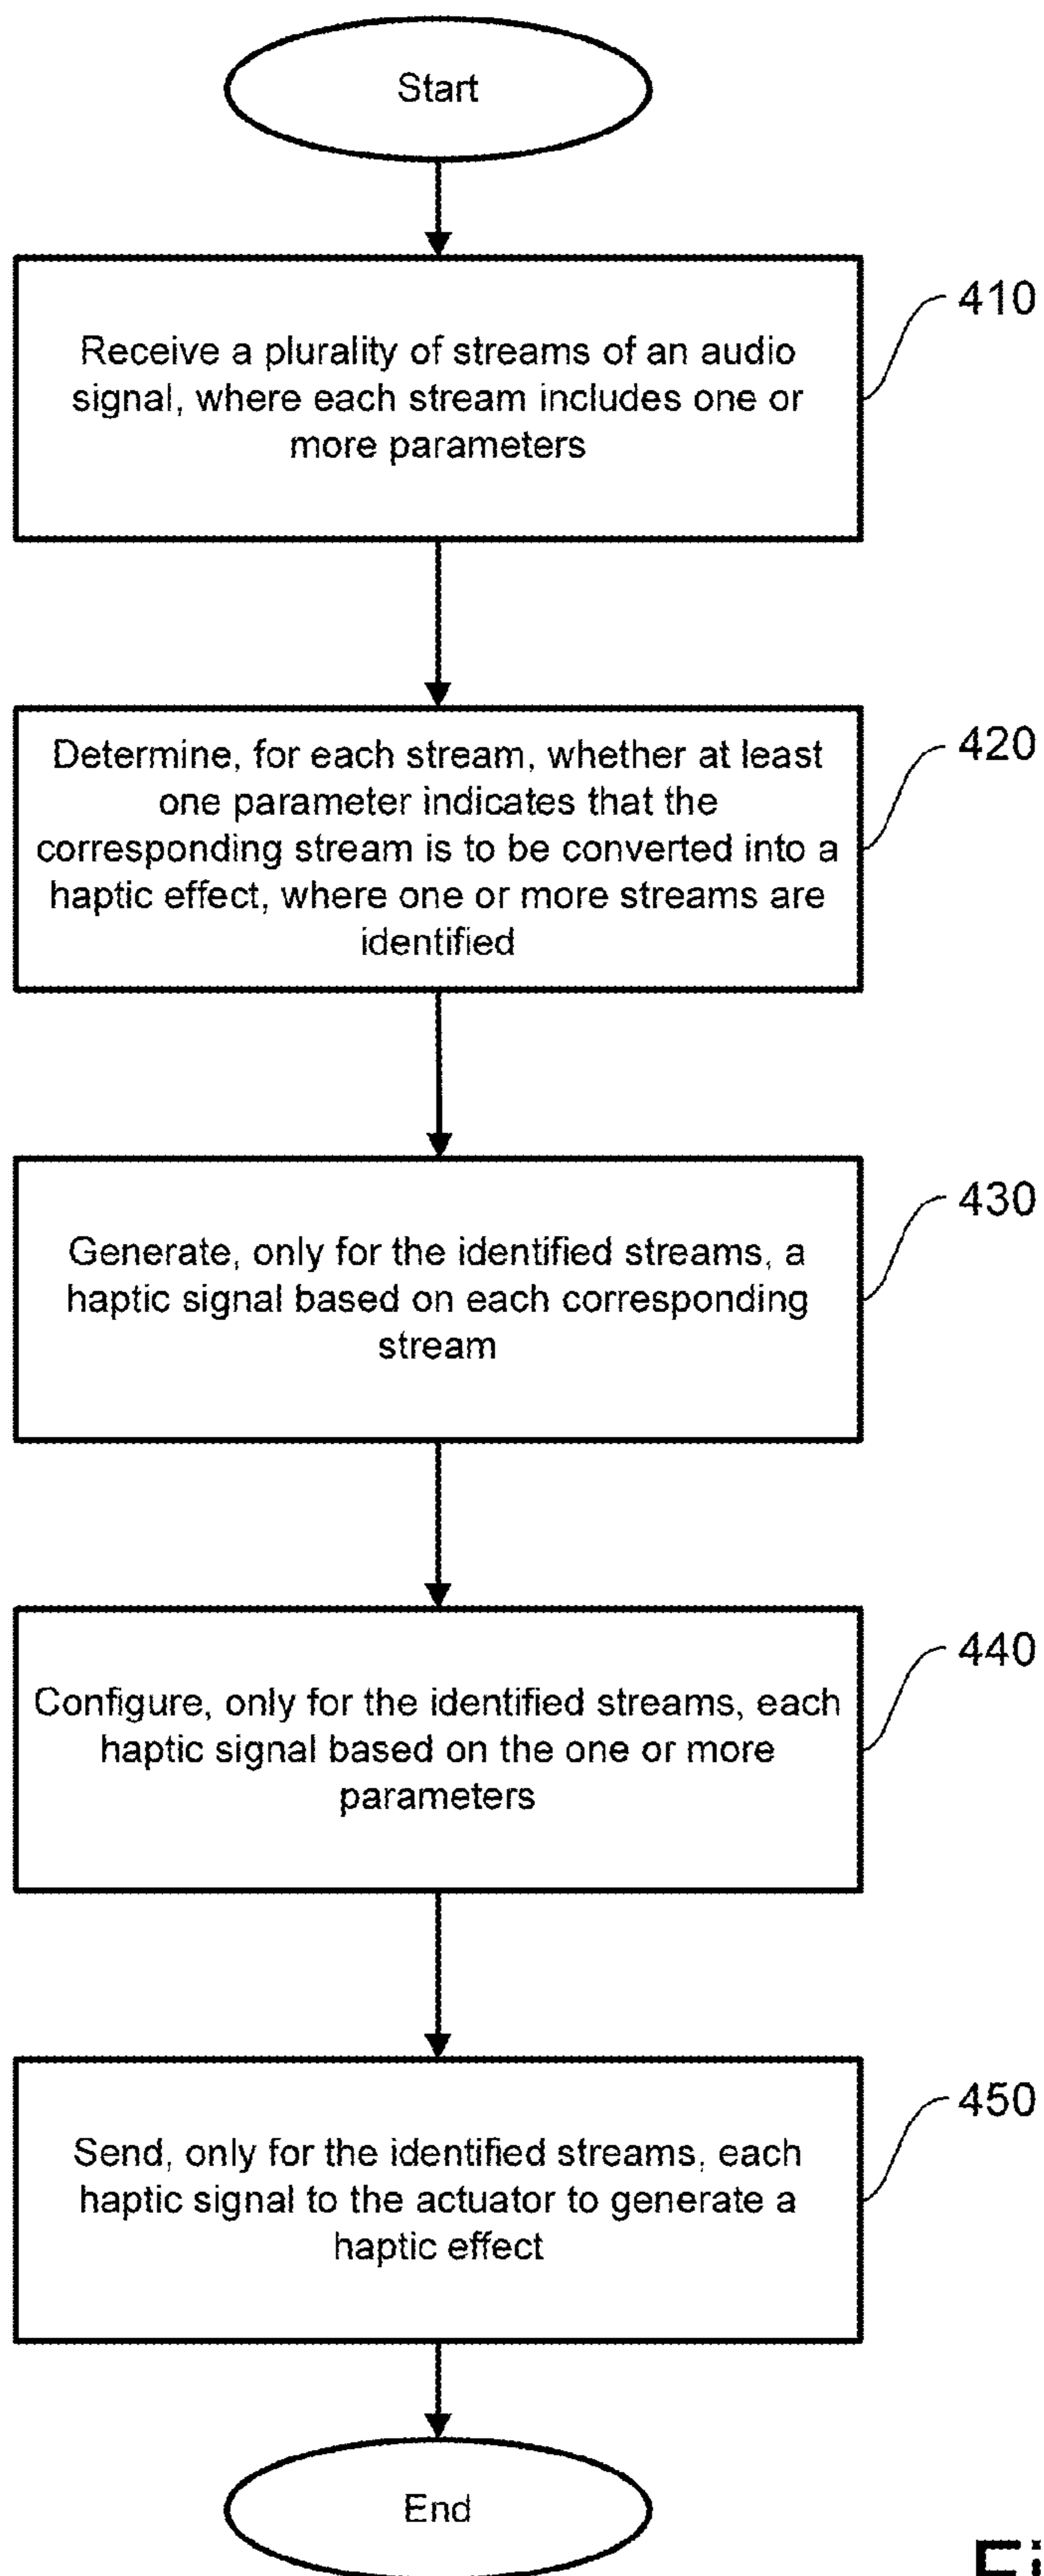 Start
410
Receive a plurality of streams of an audio
signal, where each stream includes one or
more parameters
420
Determine, for each stream, whether at least
one parameter indicates that the
corresponding stream is to be converted into a
haptic effect, where one or more streams are
identified
430
Generate, only for the identified streams, a
haptic signal based on each corresponding
stream
440
Configure, only for the identified streams, each
haptic signal based on the one or more
parameters
450
Send, only for the identified streams, each
haptic signal to the actuator to generate a
haptic effect
End